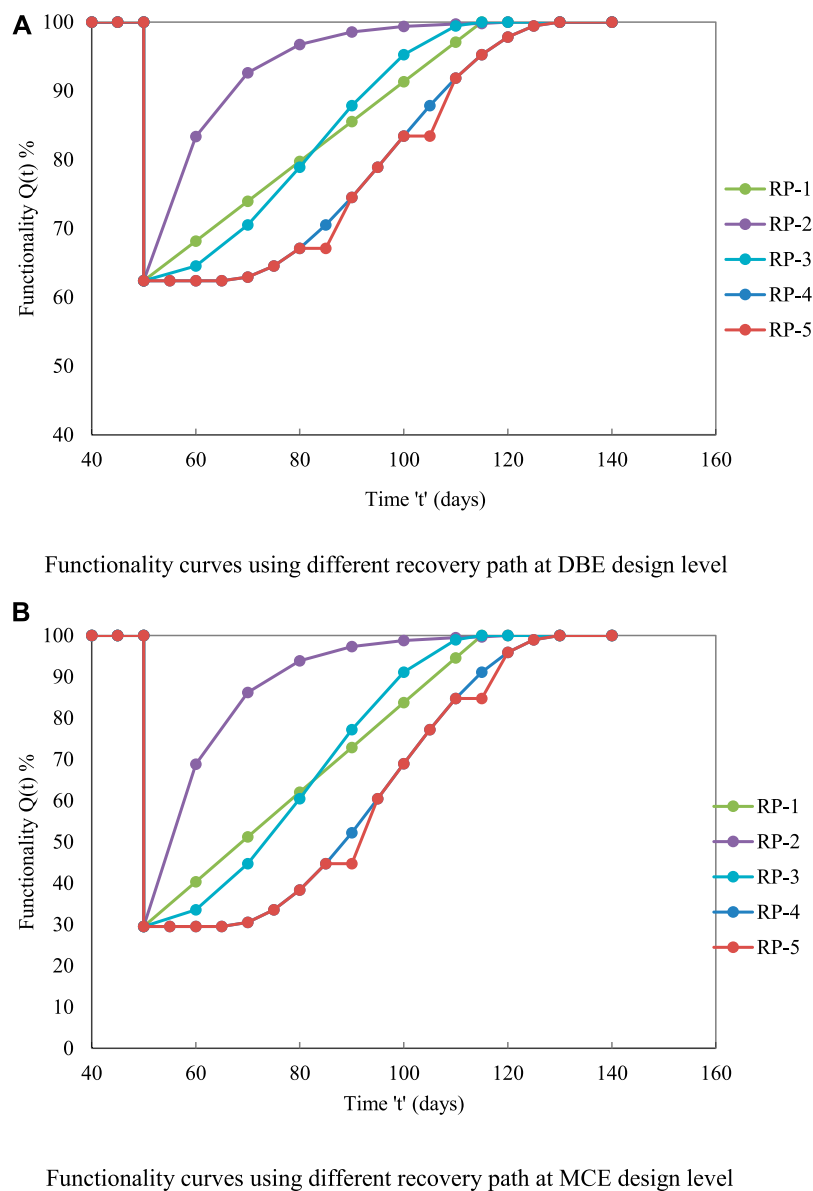 A
100
90
80
70
60
50
40
Functionality Q(t) %
40 60 80 100 120 140 160
Time 't' (days)
RP-1
RP-2
RP-3
RP-4
RP-5
Functionality curves using different recovery path at DBE design level
B
100
90
80
70
60
50
40
30
20
10
0
Functionality Q(t) %
40 60 80 100 120 140 160
Time 't' (days)
RP-1
RP-2
RP-3
RP-4
RP-5
Functionality curves using different recovery path at MCE design level